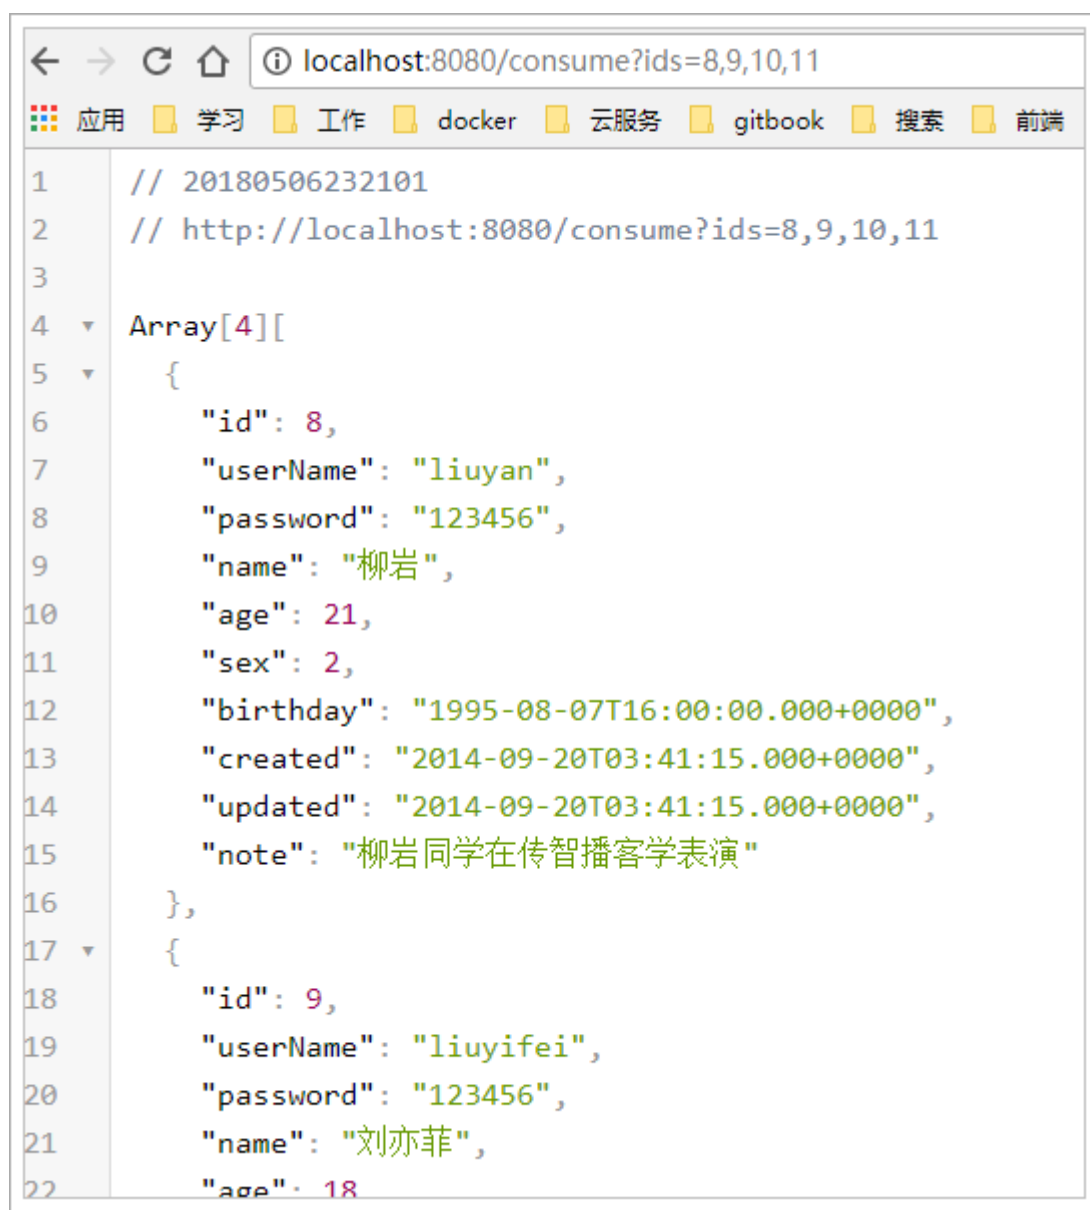 localhost:8080/consume?ids=8,9,10,11
应用 学习 工作 docker 云服务 gitbook 搜索 前端
1 // 20180506232101
2 // http://localhost:8080/consume?ids=8,9,10,11
3
4 Array[4][
5 {
6 "id": 8,
7 "userName": "liuyan",
8 "password": "123456",
9 "name": "柳岩",
10 "age": 21,
11 "sex": 2,
12 "birthday": "1995-08-07T16:00:00.000+0000",
13 "created": "2014-09-20T03:41:15.000+0000",
14 "updated": "2014-09-20T03:41:15.000+0000",
15 "note": "柳岩同学在传智播客学表演"
16 },
17 {
18 "id": 9,
19 "userName": "liuyifei",
20 "password": "123456",
21 "name": "刘亦菲",
22 "age": 18